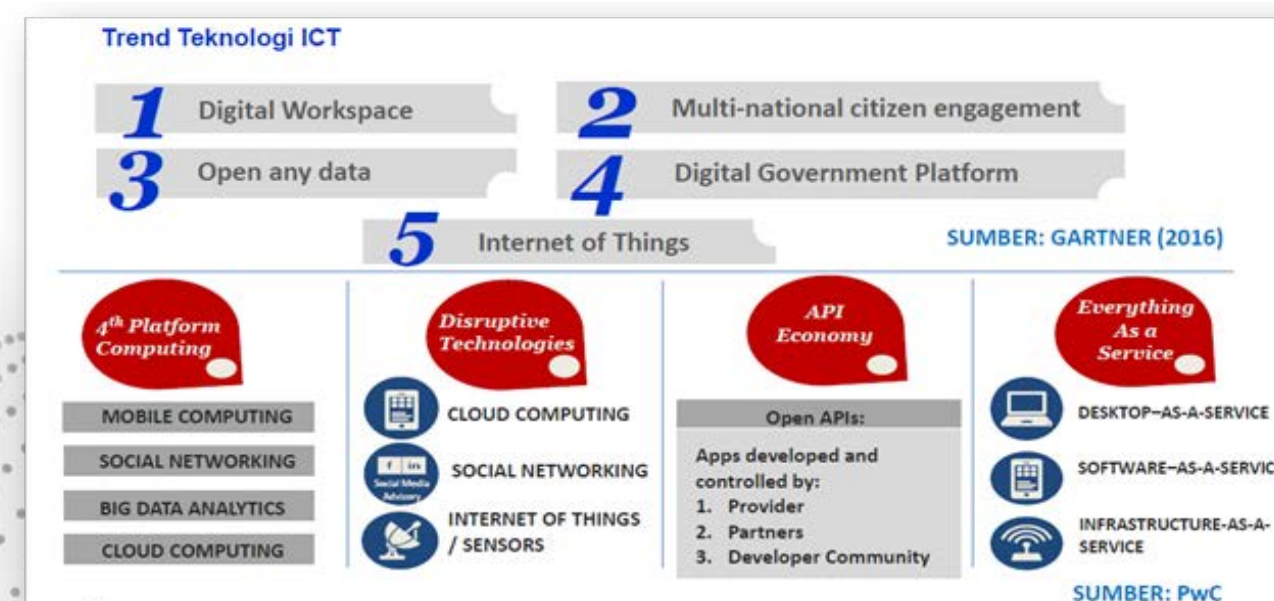 Trend Teknologi ICT
1 Digital Workspace
2 Multi-national citizen engagement
3 Open any data
4 Digital Government Platform
5 Internet of Things
SUMBER: GARTNER (2016)
4th Platform
Computing
MOBILE COMPUTING
SOCIAL NETWORKING
BIG DATA ANALYTICS
CLOUD COMPUTING
Disruptive
Technologies
CLOUD COMPUTING
f in
Social Media
Advisory
SOCIAL NETWORKING
INTERNET OF THINGS
/ SENSORS
API
Economy
Open APIs:
Apps developed and
controlled by:
1. Provider
2. Partners
3. Developer Community
Everything
As a
Service
DESKTOP–AS-A-SERVICE
SOFTWARE–AS-A-SERVIC
INFRASTRUCTURE-AS-A-
SERVICE
SUMBER: PwC